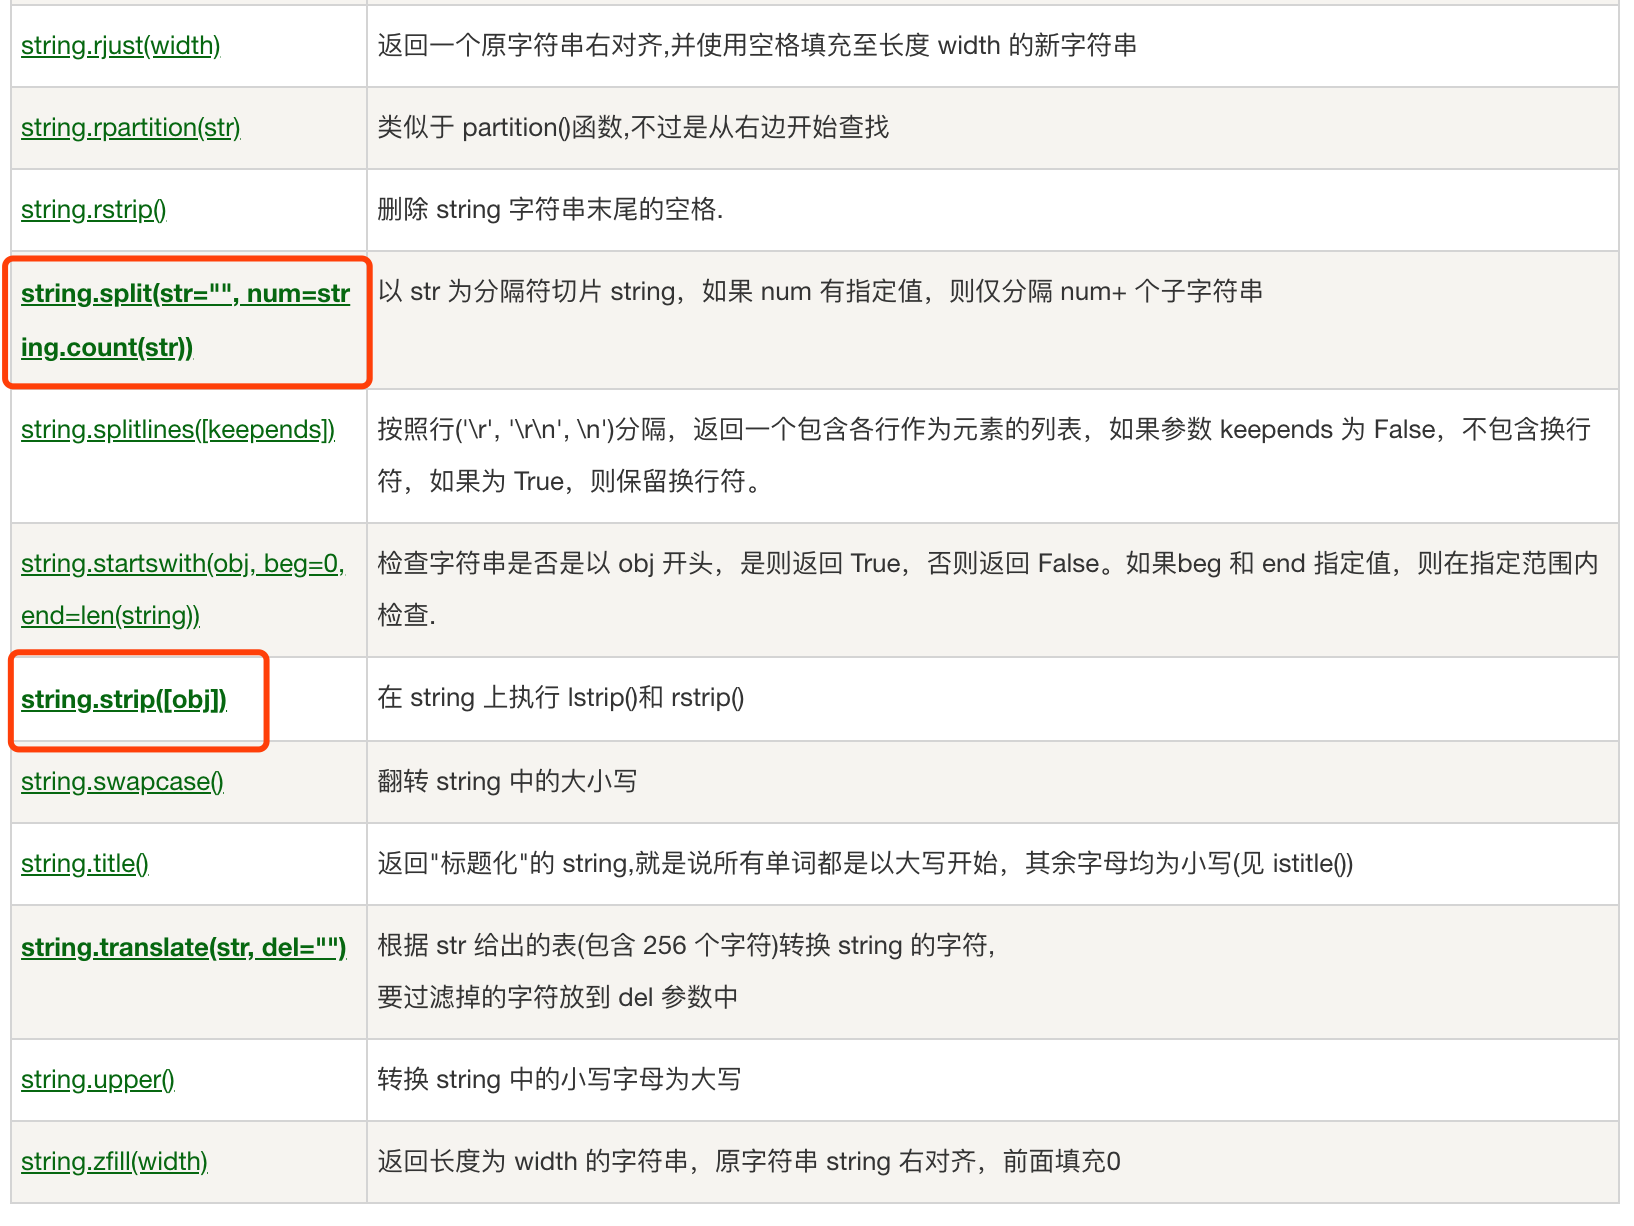 string.rjust(width)
返回一个原字符串右对齐,并使用空格填充至长度 width 的新字符串
string.rpartition(str)
类似于 partition()函数,不过是从右边开始查找
string.rstrip()
删除 string 字符串末尾的空格.
string.split(str="", num=str
ing.count(str))
以 str 为分隔符切片 string，如果 num 有指定值，则仅分隔 num+ 个子字符串
string.splitlines([keepends])
按照行('\r', '\r\n', \n')分隔，返回一个包含各行作为元素的列表，如果参数 keepends 为 False，不包含换行
符，如果为 True，则保留换行符。
string.startswith(obj, beg=0,
end=len(string))
检查字符串是否是以 obj 开头，是则返回 True，否则返回 False。如果beg 和 end 指定值，则在指定范围内
检查.
string.strip([obj])
在 string 上执行 lstrip()和 rstrip()
string.swapcase()
翻转 string 中的大小写
string.title()
返回"标题化"的 string,就是说所有单词都是以大写开始，其余字母均为小写(见 istitle())
string.translate(str, del="")
根据 str 给出的表(包含 256 个字符)转换 string 的字符,
要过滤掉的字符放到 del 参数中
string.upper()
转换 string 中的小写字母为大写
string.zfill(width)
返回长度为 width 的字符串，原字符串 string 右对齐，前面填充0